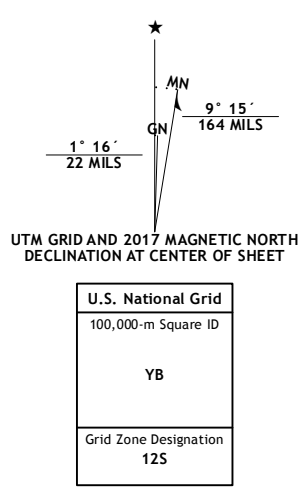 ★
MN
GN
9° 15´
164 MILS
1° 16´
22 MILS
UTM GRID AND 2017 MAGNETIC NORTH
DECLINATION AT CENTER OF SHEET
U.S. National Grid
100,000-m Square ID
YB
Grid Zone Designation
12S